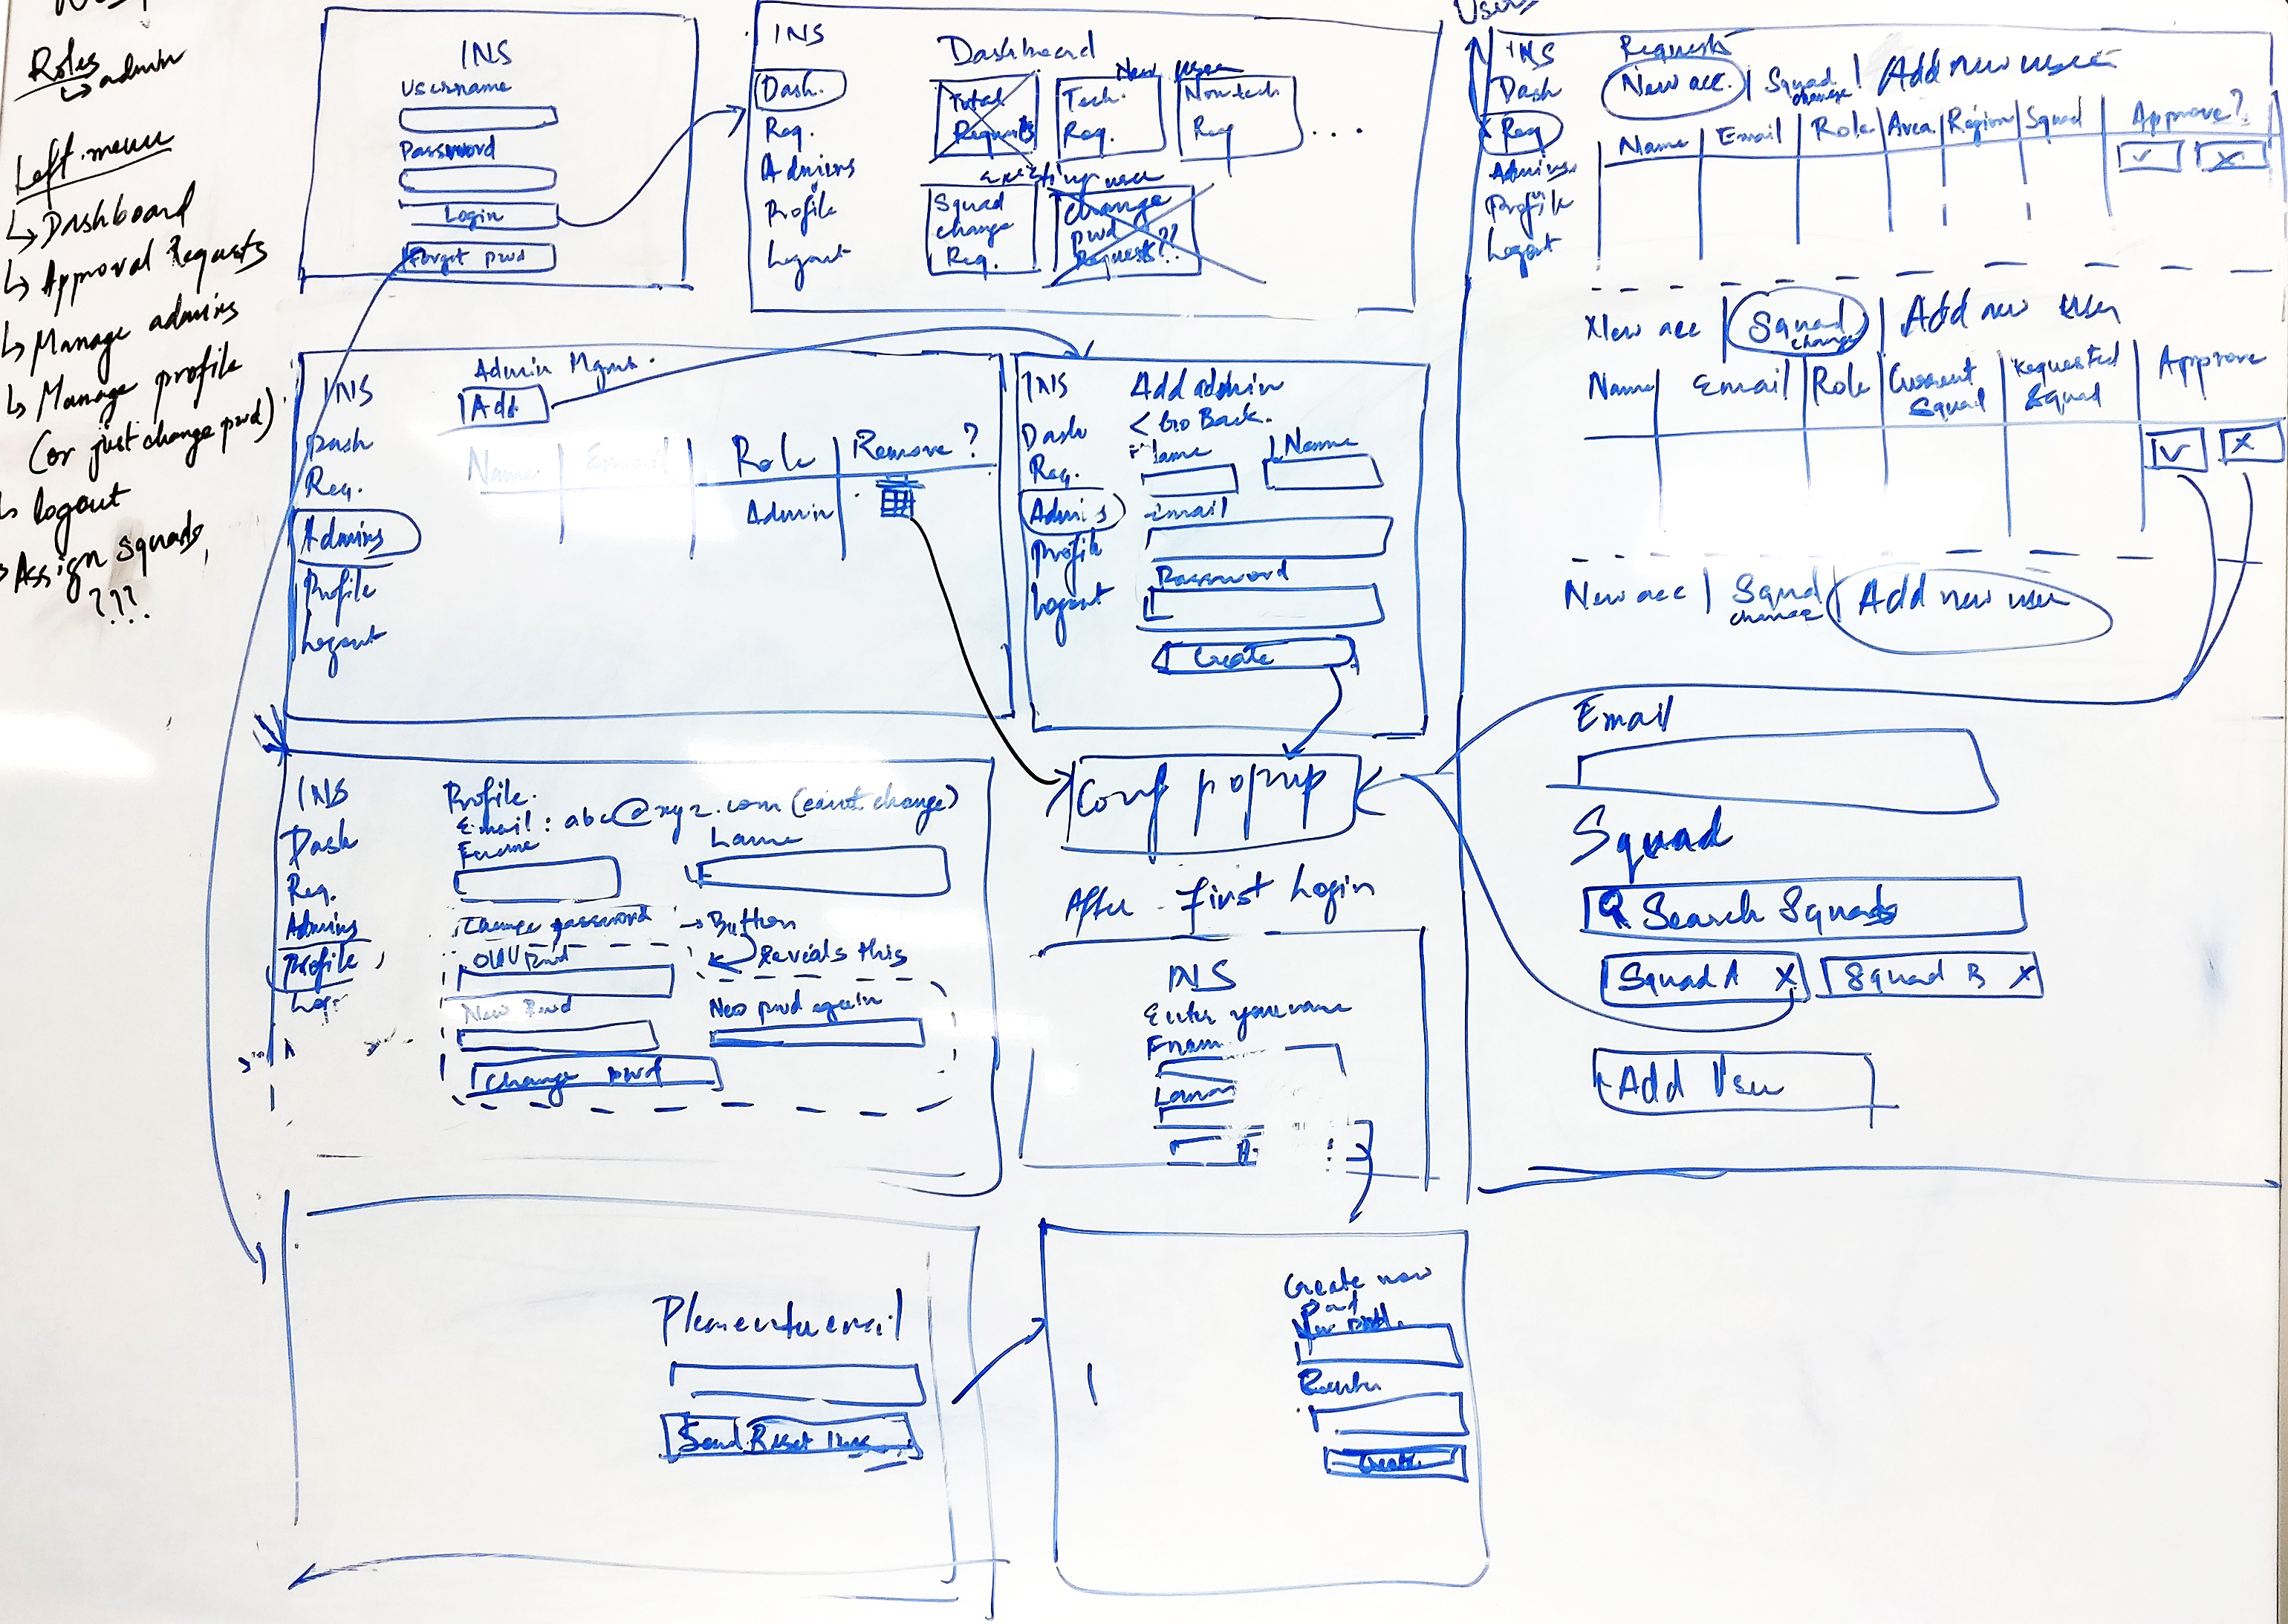 Roles
↳ admin
Left menu
↳ Dashboard
↳ Approval Requests
↳ Manage admins
↳ Manage profile
(or just change pwd)
↳ logout
Assign squads,
???
INS
Username
Password
Login
Forgot pwd
INS
Dash.
Req.
Admins
Profile
Logout
Dashboard
New user
Total
Requests
Tech.
Req.
Non tech
Req
...
existing user
Squad
change
Req.
change
pwd
Requests??
Users
INS
Dash
Req
Admins
Profile
Logout
Requests
New acc. | Squad change | Add new user
Name | Email | Role | Area | Region | Squad | Approve?
✓ X
New acc | Squad change | Add new user
Name | Email | Role | Current Squad | Requested Squad | Approve
✓ X
New acc | Squad change | Add new user
Email
Squad
Search Squads
Squad A X
Squad B X
Add User
INS
Dash
Req.
Admins
Profile
Logout
Admin Mgmt.
Add
Name | Email | Role | Remove?
Admin
INS
Dash
Req.
Admins
Profile
Logout
Add admin
< Go Back.
Fname
LName
Email
Password
Create
Conf popup
INS
Dash
Req.
Admins
Profile
Profile.
Email: abc@xyz.com (can't change)
Fname
Lname
Change password → Button
Reveals this
Old pwd
New Pwd
New pwd again
Change pwd
After First Login
INS
Enter your name
Fnam
Lnam
Please enter email
Send Reset
Create new
Pwd
New pwd.
Reenter
Create